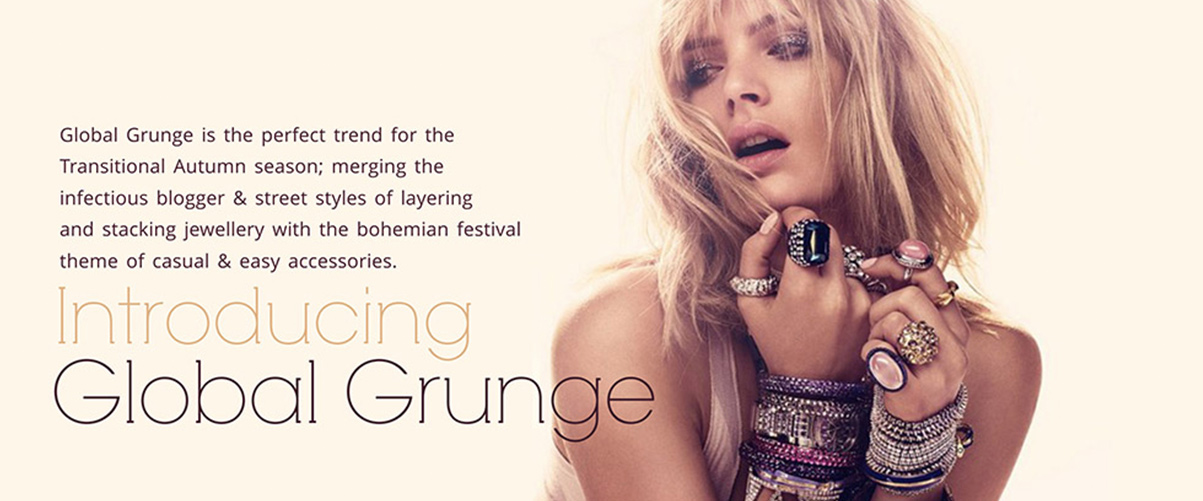 Global Grunge is the perfect trend for the
Transitional Autumn season; merging the
infectious blogger & street styles of layering
and stacking jewellery with the bohemian festival
theme of casual & easy accessories.
Introducing
Global Grunge